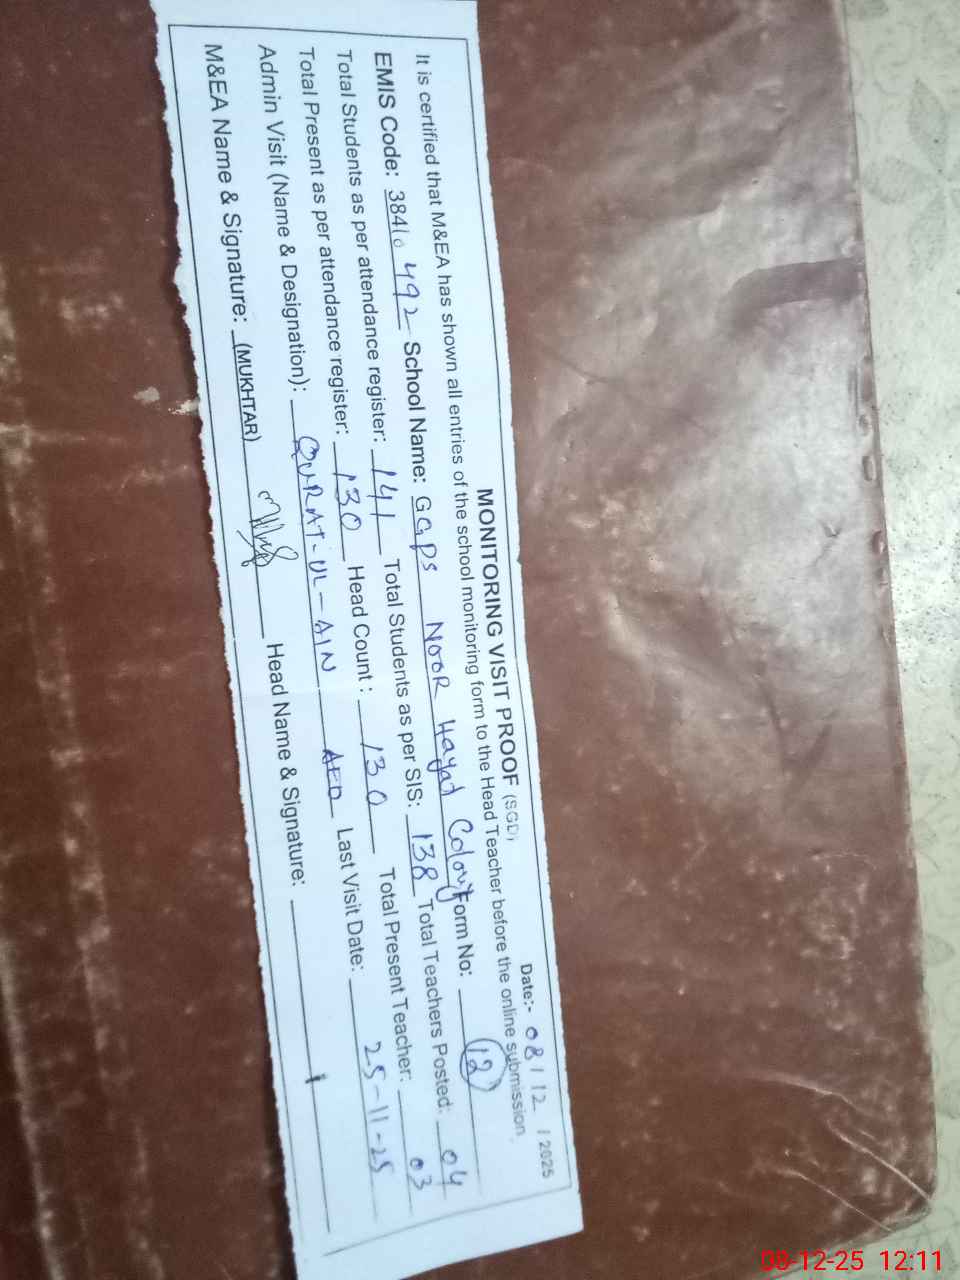 MONITORING VISIT PROOF (SGD)
Date:- 08/12/2025
It is certified that M&EA has shown all entries of the school monitoring form to the Head Teacher before the online submission.
EMIS Code: 38410492 School Name: GGPS NOOR Hayat Colony Form No: 12
Total Students as per attendance register: 141 Total Students as per SIS: 138 Total Teachers Posted: 04
Total Present as per attendance register: 130 Head Count: 130 Total Present Teacher: 03
Admin Visit (Name & Designation): QURAT-UL-AIN AEO Last Visit Date: 25-11-25
M&EA Name & Signature: (MUKHTAR) Head Name & Signature:
08-12-25 12:11